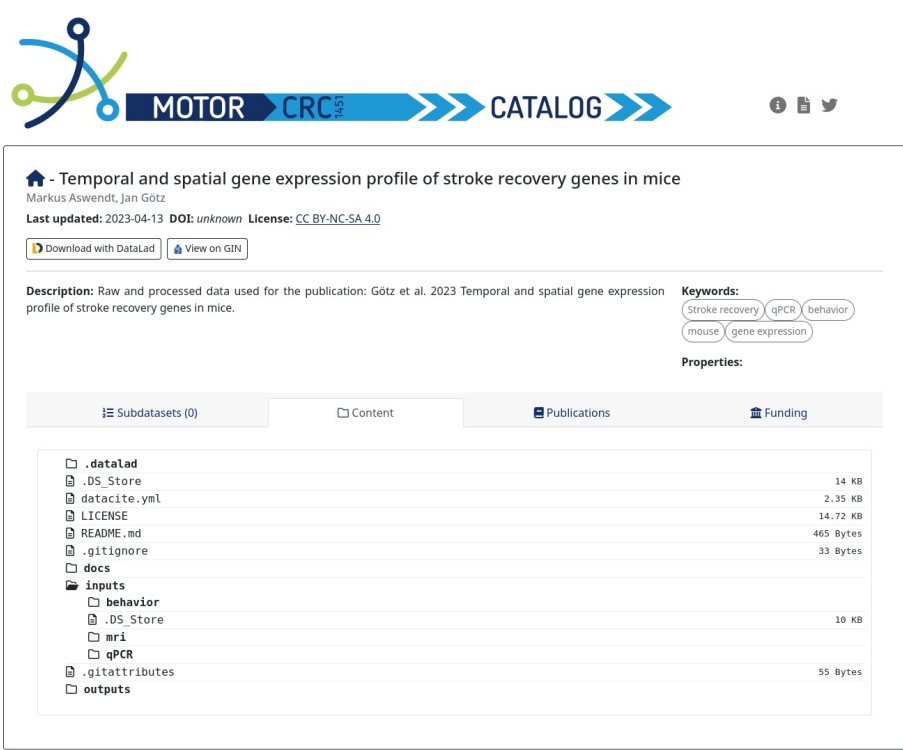 MOTOR CRC 1451 CATALOG
- Temporal and spatial gene expression profile of stroke recovery genes in mice
Markus Aswendt, Jan Götz
Last updated: 2023-04-13 DOI: unknown License: CC BY-NC-SA 4.0
Download with DataLad View on GIN
Description: Raw and processed data used for the publication: Götz et al. 2023 Temporal and spatial gene expression
profile of stroke recovery genes in mice.
Keywords:
Stroke recovery qPCR behavior
mouse gene expression
Properties:
Subdatasets (0) Content Publications Funding
.datalad
.DS_Store 14 KB
datacite.yml 2.35 KB
LICENSE 14.72 KB
README.md 465 Bytes
.gitignore 33 Bytes
docs
inputs
behavior
.DS_Store 10 KB
mri
qPCR
.gitattributes 55 Bytes
outputs